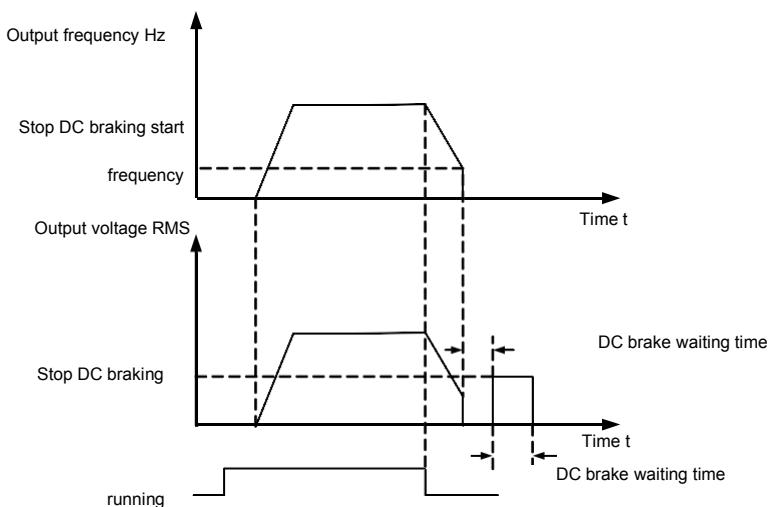 Output frequency Hz
Stop DC braking start
frequency
Time t
Output voltage RMS
DC brake waiting time
Stop DC braking
Time t
DC brake waiting time
running